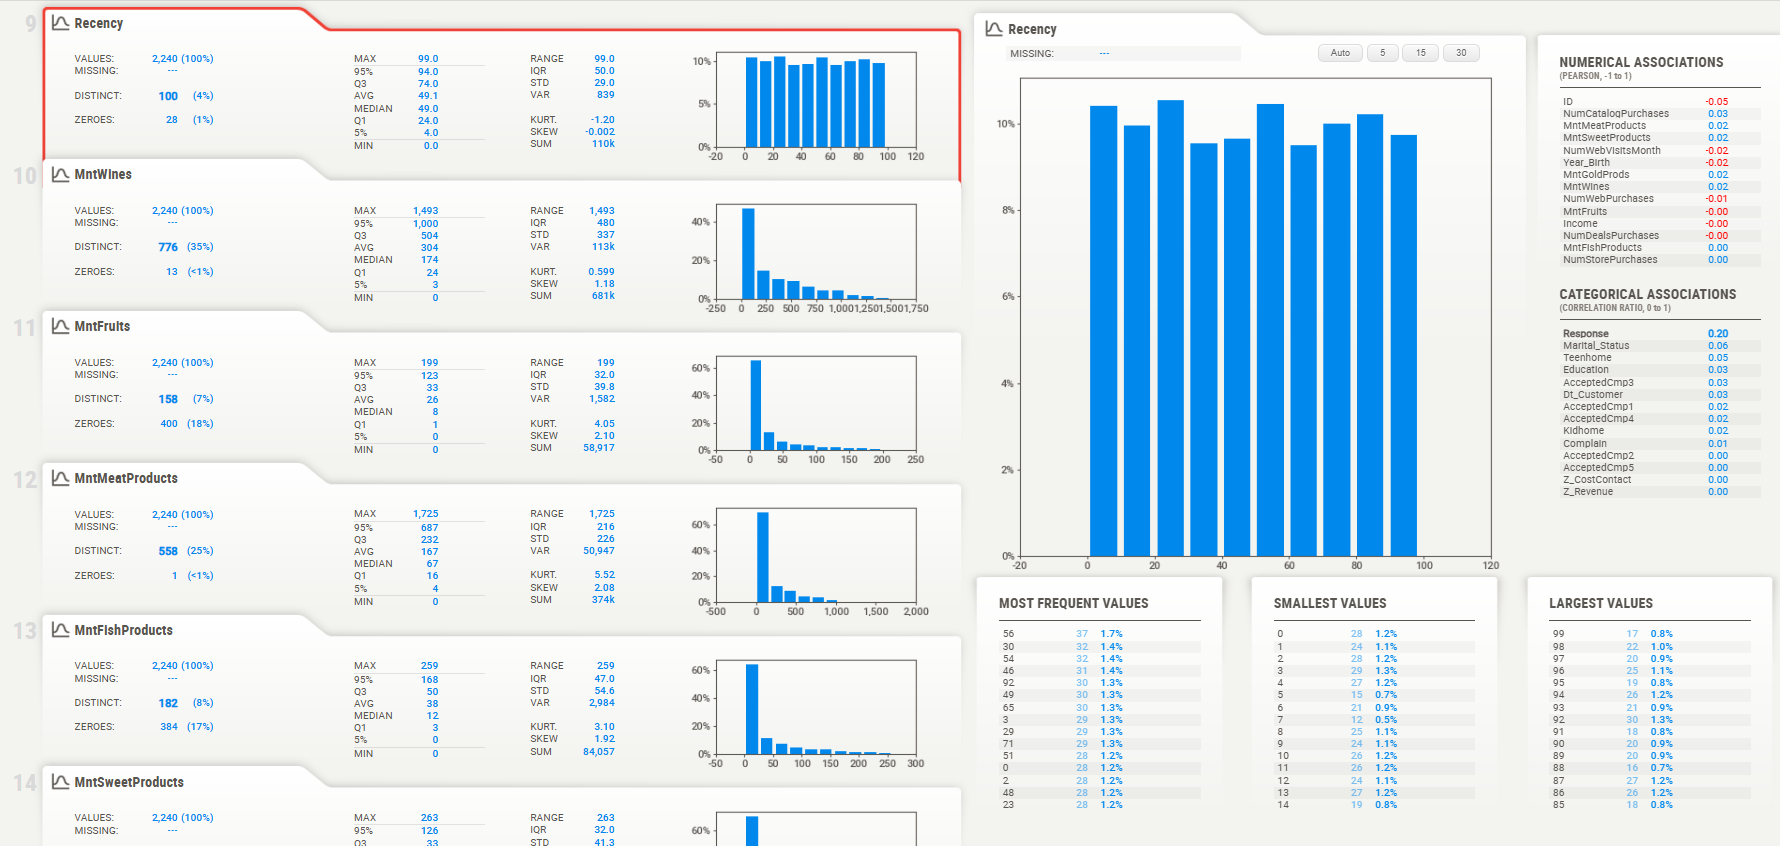 9
Recency
VALUES: 2,240 (100%)
MISSING: ---
DISTINCT: 100 (4%)
ZEROES: 28 (1%)
MAX 99.0
95% 94.0
Q3 74.0
AVG 49.1
MEDIAN 49.0
Q1 24.0
5% 4.0
MIN 0.0
RANGE 99.0
IQR 50.0
STD 29.0
VAR 839
KURT. -1.20
SKEW -0.002
SUM 110k
10%
5%
0%
-20 0 20 40 60 80 100 120
10
MntWines
VALUES: 2,240 (100%)
MISSING: ---
DISTINCT: 776 (35%)
ZEROES: 13 (<1%)
MAX 1,493
95% 1,000
Q3 504
AVG 304
MEDIAN 174
Q1 24
5% 3
MIN 0
RANGE 1,493
IQR 480
STD 337
VAR 113k
KURT. 0.599
SKEW 1.18
SUM 681k
40%
20%
0%
-250 0 250 500 750 1,000 1,250 1,500 1,750
11
MntFruits
VALUES: 2,240 (100%)
MISSING: ---
DISTINCT: 158 (7%)
ZEROES: 400 (18%)
MAX 199
95% 123
Q3 33
AVG 26
MEDIAN 8
Q1 1
5% 0
MIN 0
RANGE 199
IQR 32.0
STD 39.8
VAR 1,582
KURT. 4.05
SKEW 2.10
SUM 58,917
60%
40%
20%
0%
-50 0 50 100 150 200 250
12
MntMeatProducts
VALUES: 2,240 (100%)
MISSING: ---
DISTINCT: 558 (25%)
ZEROES: 1 (<1%)
MAX 1,725
95% 687
Q3 232
AVG 167
MEDIAN 67
Q1 16
5% 4
MIN 0
RANGE 1,725
IQR 216
STD 226
VAR 50,947
KURT. 5.52
SKEW 2.08
SUM 374k
60%
40%
20%
0%
-500 0 500 1,000 1,500 2,000
13
MntFishProducts
VALUES: 2,240 (100%)
MISSING: ---
DISTINCT: 182 (8%)
ZEROES: 384 (17%)
MAX 259
95% 168
Q3 50
AVG 38
MEDIAN 12
Q1 3
5% 0
MIN 0
RANGE 259
IQR 47.0
STD 54.6
VAR 2,984
KURT. 3.10
SKEW 1.92
SUM 84,057
60%
40%
20%
0%
-50 0 50 100 150 200 250 300
14
MntSweetProducts
VALUES: 2,240 (100%)
MISSING: ---
MAX 263
95% 126
Q3 33
RANGE 263
IQR 32.0
STD 41.3
60%
Recency
MISSING: ---
Auto 5 15 30
10%
8%
6%
4%
2%
0%
-20 0 20 40 60 80 100 120
NUMERICAL ASSOCIATIONS
(PEARSON, -1 to 1)
ID -0.05
NumCatalogPurchases 0.03
MntMeatProducts 0.02
MntSweetProducts 0.02
NumWebVisitsMonth -0.02
Year_Birth -0.02
MntGoldProds 0.02
MntWines 0.02
NumWebPurchases -0.01
MntFruits -0.00
Income -0.00
NumDealsPurchases -0.00
MntFishProducts 0.00
NumStorePurchases 0.00
CATEGORICAL ASSOCIATIONS
(CORRELATION RATIO, 0 to 1)
Response 0.20
Marital_Status 0.06
Teenhome 0.05
Education 0.03
AcceptedCmp3 0.03
Dt_Customer 0.03
AcceptedCmp1 0.02
AcceptedCmp4 0.02
Kidhome 0.02
Complain 0.01
AcceptedCmp2 0.00
AcceptedCmp5 0.00
Z_CostContact 0.00
Z_Revenue 0.00
MOST FREQUENT VALUES
56 37 1.7%
30 32 1.4%
54 32 1.4%
46 31 1.4%
92 30 1.3%
49 30 1.3%
65 30 1.3%
3 29 1.3%
29 29 1.3%
71 29 1.3%
51 28 1.2%
0 28 1.2%
2 28 1.2%
48 28 1.2%
23 28 1.2%
SMALLEST VALUES
0 28 1.2%
1 24 1.1%
2 28 1.2%
3 29 1.3%
4 27 1.2%
5 15 0.7%
6 21 0.9%
7 12 0.5%
8 25 1.1%
9 24 1.1%
10 26 1.2%
11 26 1.2%
12 24 1.1%
13 27 1.2%
14 19 0.8%
LARGEST VALUES
99 17 0.8%
98 22 1.0%
97 20 0.9%
96 25 1.1%
95 19 0.8%
94 26 1.2%
93 21 0.9%
92 30 1.3%
91 18 0.8%
90 20 0.9%
89 20 0.9%
88 16 0.7%
87 27 1.2%
86 26 1.2%
85 18 0.8%